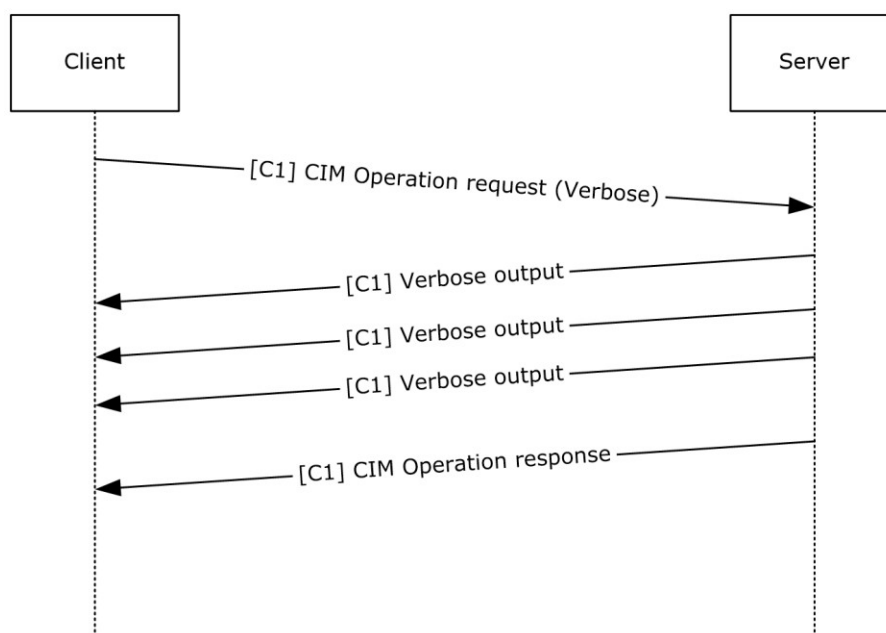 Client
Server
[C1] CIM Operation request (Verbose)
[C1] Verbose output
[C1] Verbose output
[C1] Verbose output
[C1] CIM Operation response